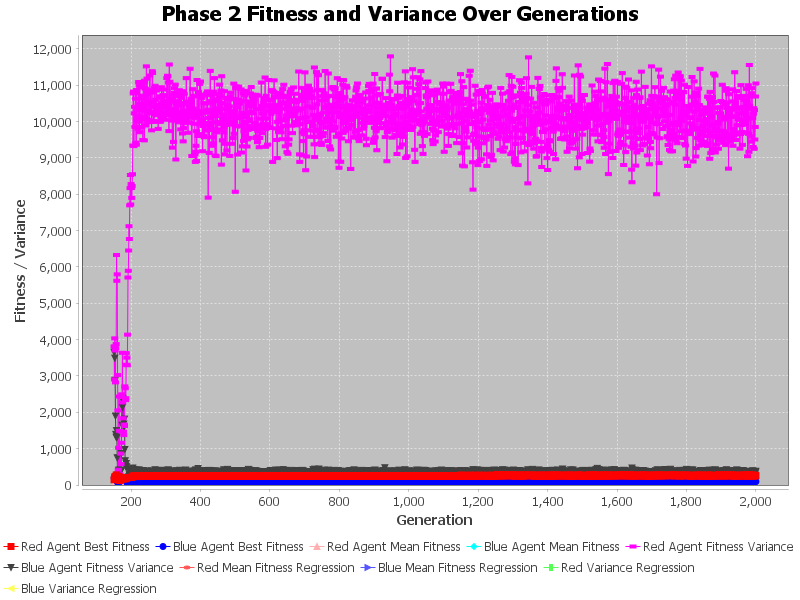 Phase 2 Fitness and Variance Over Generations
Fitness / Variance
12,000
11,000
10,000
9,000
8,000
7,000
6,000
5,000
4,000
3,000
2,000
1,000
0
200 400 600 800 1,000 1,200 1,400 1,600 1,800 2,000
Generation
Red Agent Best Fitness Blue Agent Best Fitness Red Agent Mean Fitness Blue Agent Mean Fitness Red Agent Fitness Variance
Blue Agent Fitness Variance Red Mean Fitness Regression Blue Mean Fitness Regression Red Variance Regression
Blue Variance Regression